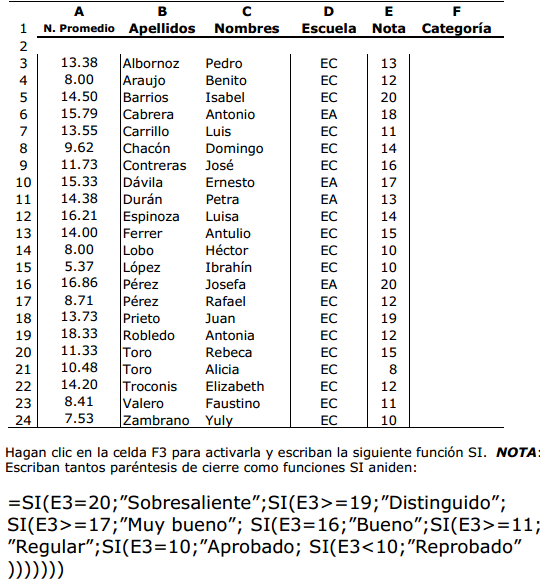 A B C D E F
1 N. Promedio Apellidos Nombres Escuela Nota Categoría
2
3 13.38 Albornoz Pedro EC 13
4 8.00 Araujo Benito EC 12
5 14.50 Barrios Isabel EC 20
6 15.79 Cabrera Antonio EA 18
7 13.55 Carrillo Luis EC 11
8 9.62 Chacón Domingo EC 14
9 11.73 Contreras José EC 16
10 15.33 Dávila Ernesto EA 17
11 14.38 Durán Petra EA 13
12 16.21 Espinoza Luisa EC 14
13 14.00 Ferrer Antulio EC 15
14 8.00 Lobo Héctor EC 10
15 5.37 López Ibrahín EC 10
16 16.86 Pérez Josefa EA 20
17 8.71 Pérez Rafael EC 12
18 13.73 Prieto Juan EC 19
19 18.33 Robledo Antonia EC 12
20 11.33 Toro Rebeca EC 15
21 10.48 Toro Alicia EC 8
22 14.20 Troconis Elizabeth EC 12
23 8.41 Valero Faustino EC 11
24 7.53 Zambrano Yuly EC 10
Hagan clic en la celda F3 para activarla y escriban la siguiente función SI. NOTA:
Escriban tantos paréntesis de cierre como funciones SI aniden:
=SI(E3=20;”Sobresaliente”;SI(E3>=19;”Distinguido”;
SI(E3>=17;”Muy bueno”; SI(E3=16;”Bueno”;SI(E3>=11;
”Regular”;SI(E3=10;”Aprobado; SI(E3<10;”Reprobado”
)))))))